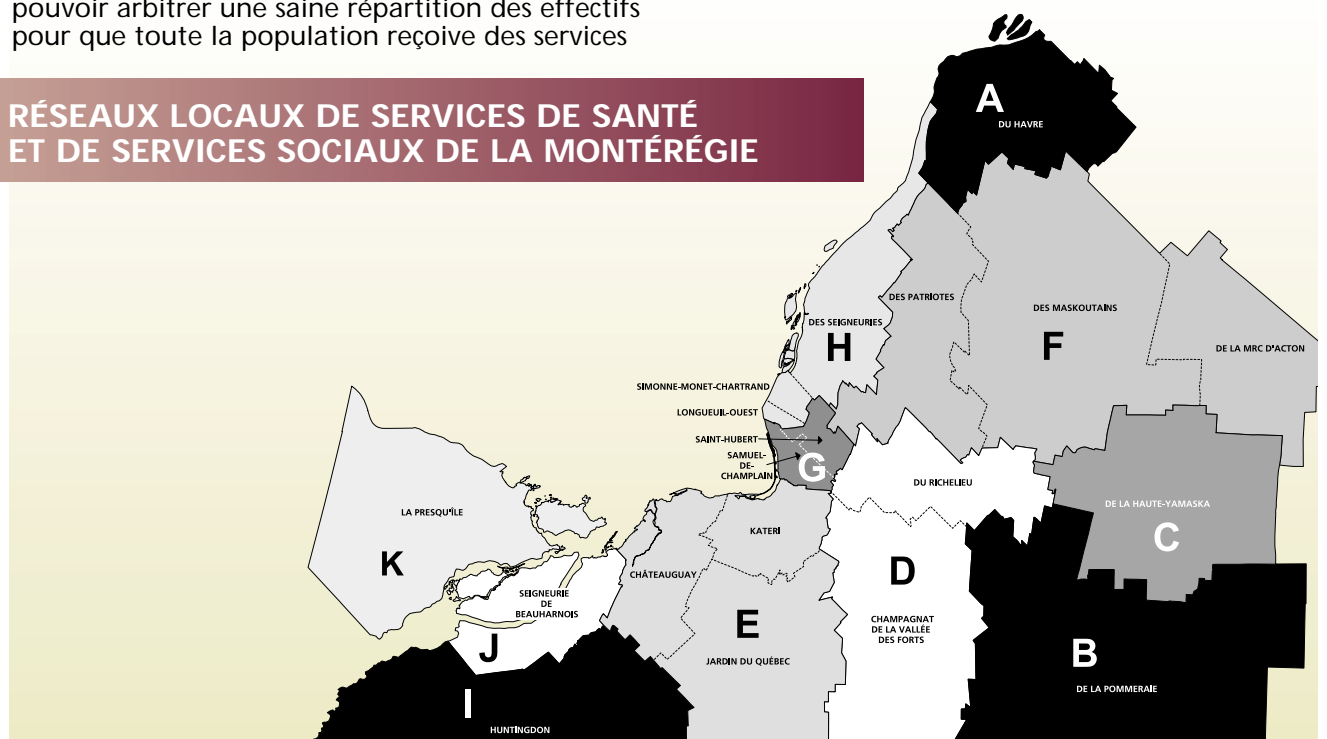 pouvoir arbitrer une saine répartition des effectifs
pour que toute la population reçoive des services
RÉSEAUX LOCAUX DE SERVICES DE SANTÉ
ET DE SERVICES SOCIAUX DE LA MONTÉRÉGIE
A
DU HAVRE
DES PATRIOTES
DES MASKOUTAINS
DES SEIGNEURIES
H
F
DE LA MRC D'ACTON
SIMONNE-MONET-CHARTRAND
LONGUEUIL-OUEST
SAINT-HUBERT
SAMUEL-
DE-
CHAMPLAIN
G
DU RICHELIEU
DE LA HAUTE-YAMASKA
C
LA PRESQU'ÎLE
K
KATERI
CHÂTEAUGUAY
D
SEIGNEURIE
DE
BEAUHARNOIS
J
E
JARDIN DU QUÉBEC
CHAMPAGNAT
DE LA VALLÉE
DES FORTS
B
DE LA POMMERAIE
I
HUNTINGDON